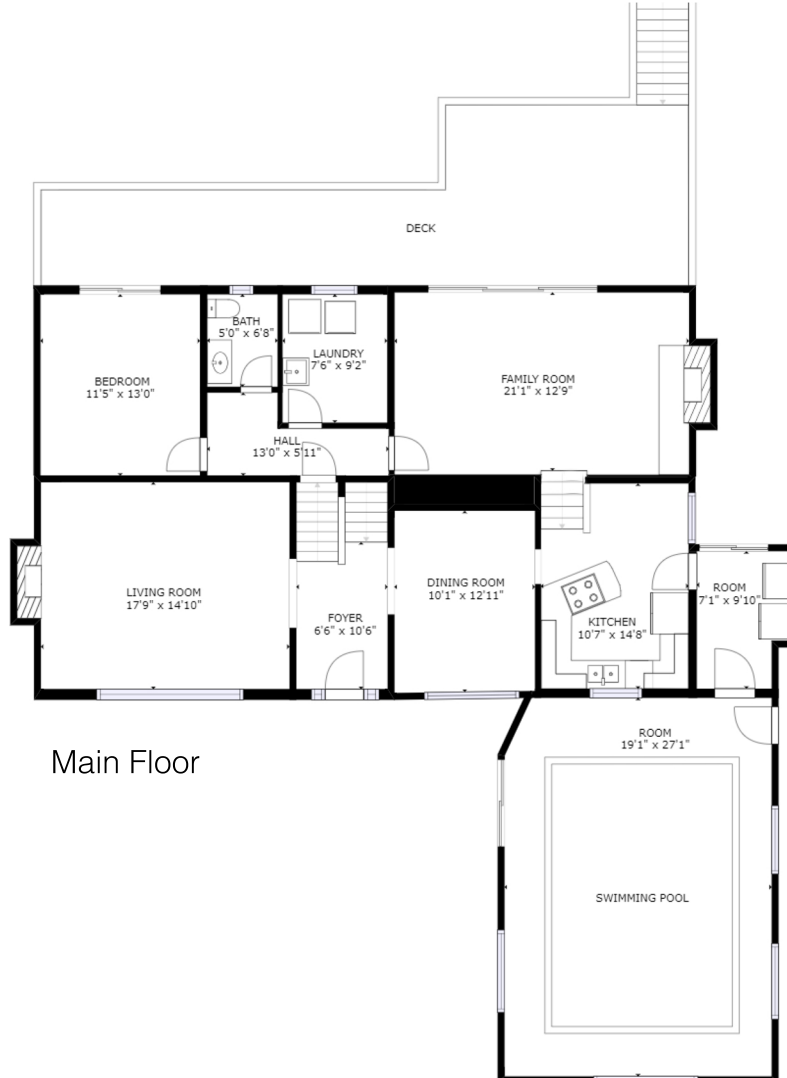 DECK
BATH
5'0" x 6'8"
LAUNDRY
7'6" x 9'2"
BEDROOM
11'5" x 13'0"
FAMILY ROOM
21'1" x 12'9"
HALL
13'0" x 5'11"
LIVING ROOM
17'9" x 14'10"
FOYER
6'6" x 10'6"
DINING ROOM
10'1" x 12'11"
KITCHEN
10'7" x 14'8"
ROOM
7'1" x 9'10"
Main Floor
ROOM
19'1" x 27'1"
SWIMMING POOL